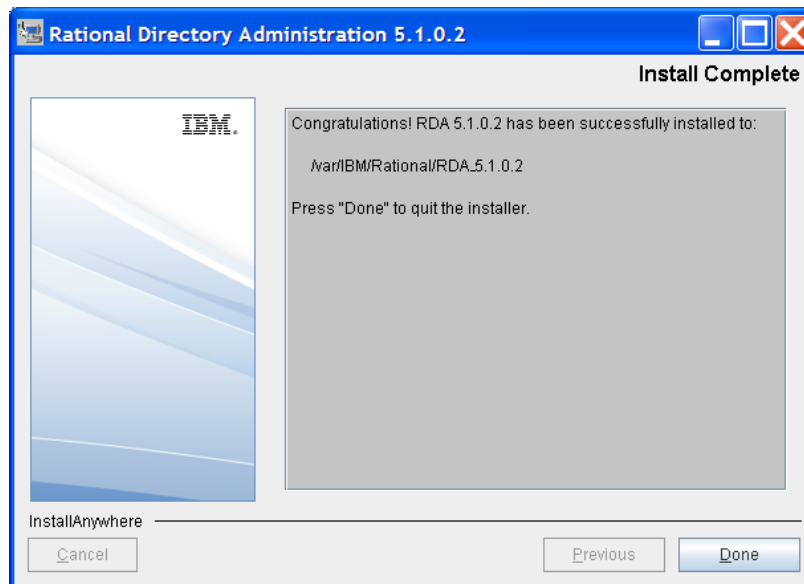 Rational Directory Administration 5.1.0.2
Install Complete
IBM.
Congratulations! RDA 5.1.0.2 has been successfully installed to:
/var/IBM/Rational/RDA_5.1.0.2
Press "Done" to quit the installer.
InstallAnywhere
Cancel
Previous
Done